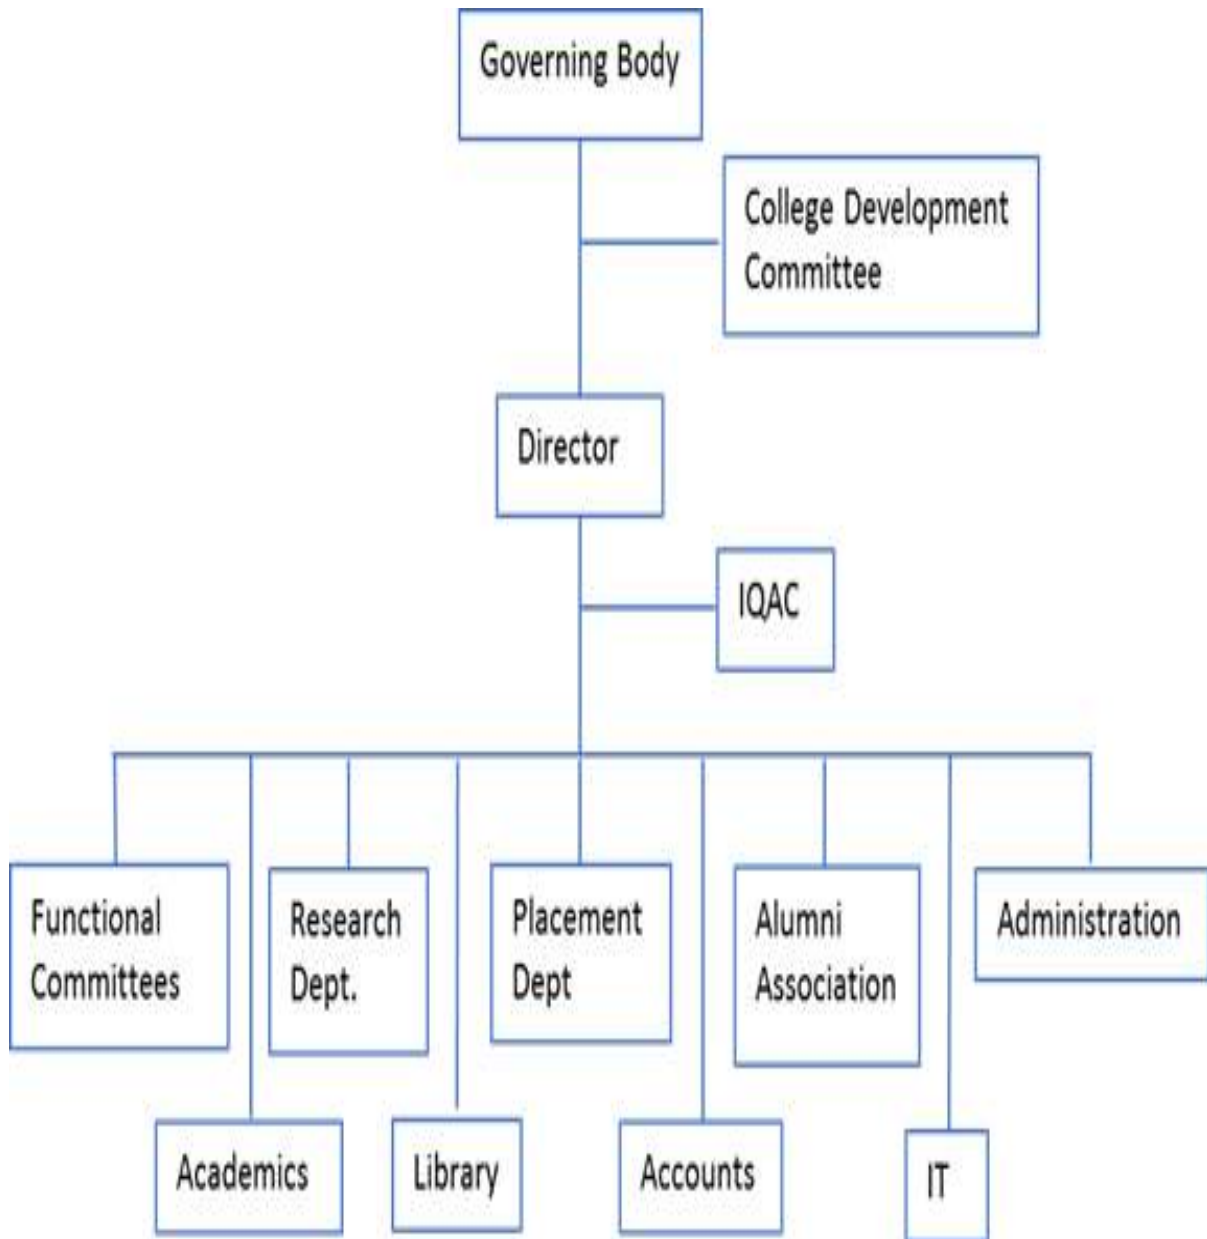 Governing Body
College Development
Committee
Director
IQAC
Functional
Committees
Research
Dept.
Placement
Dept
Alumni
Association
Administration
Academics
Library
Accounts
IT